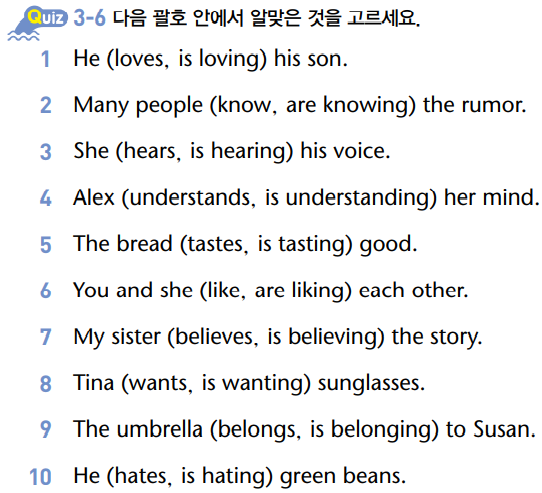 Quiz 3-6 다음 괄호 안에서 알맞은 것을 고르세요.
1 He (loves, is loving) his son.
2 Many people (know, are knowing) the rumor.
3 She (hears, is hearing) his voice.
4 Alex (understands, is understanding) her mind.
5 The bread (tastes, is tasting) good.
6 You and she (like, are liking) each other.
7 My sister (believes, is believing) the story.
8 Tina (wants, is wanting) sunglasses.
9 The umbrella (belongs, is belonging) to Susan.
10 He (hates, is hating) green beans.